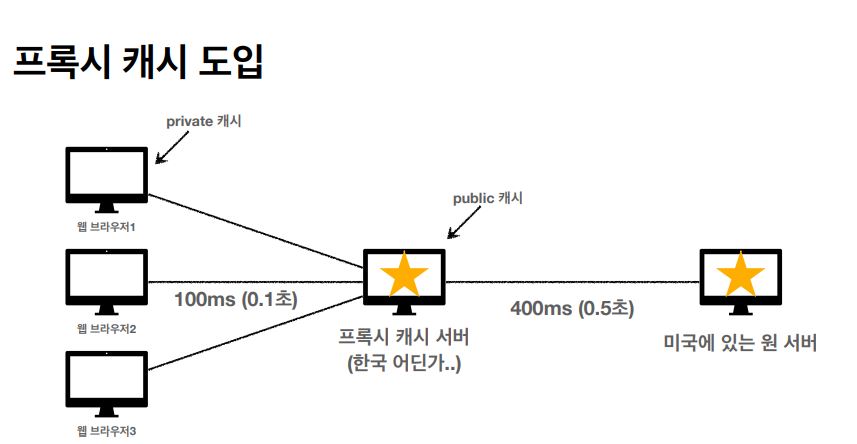 프록시 캐시 도입
private 캐시
public 캐시
웹 브라우저1
웹 브라우저2
웹 브라우저3
100ms (0.1초)
400ms (0.5초)
프록시 캐시 서버
(한국 어딘가..)
미국에 있는 원 서버